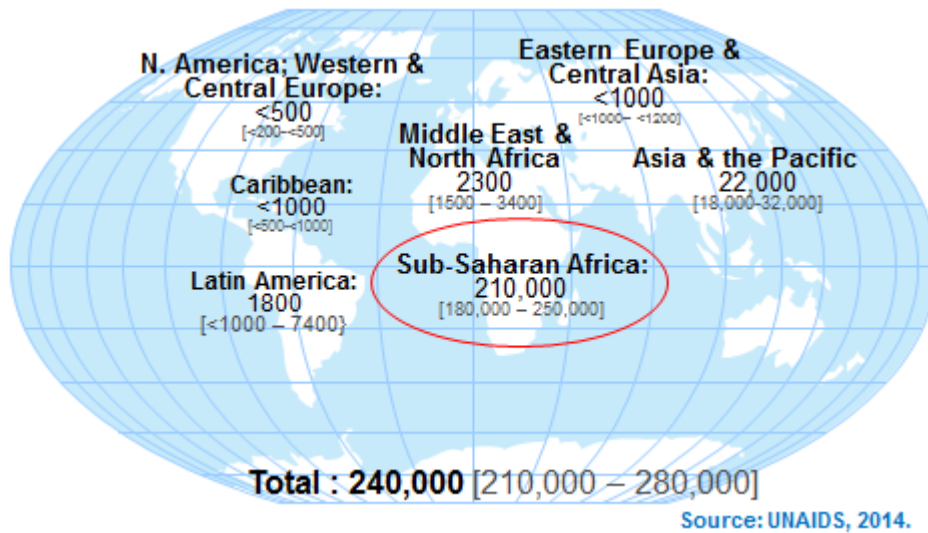 N. America; Western &
Central Europe:
<500
[<200–<500]
Eastern Europe &
Central Asia:
<1000
[<1000– <1200]
Middle East &
North Africa
2300
[1500 – 3400]
Asia & the Pacific
22,000
[18,000-32,000]
Caribbean:
<1000
[<500-<1000]
Sub-Saharan Africa:
210,000
[180,000 – 250,000]
Latin America:
1800
[<1000 – 7400}
Total : 240,000 [210,000 – 280,000]
Source: UNAIDS, 2014.